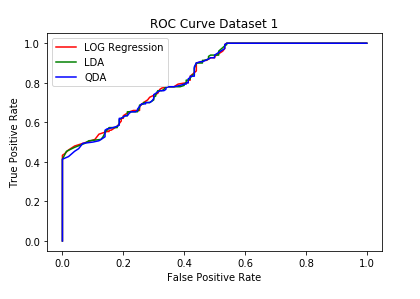 ROC Curve Dataset 1
LOG Regression
LDA
QDA
True Positive Rate
1.0
0.8
0.6
0.4
0.2
0.0
0.0 0.2 0.4 0.6 0.8 1.0
False Positive Rate